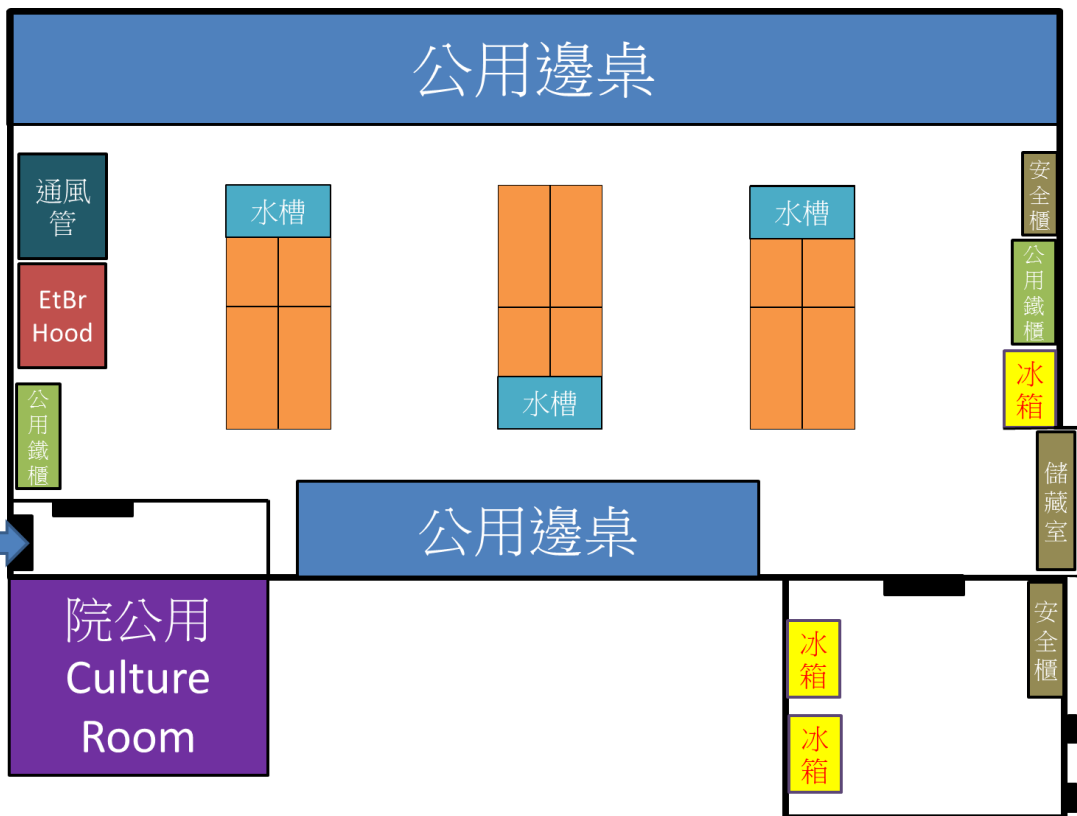 公用邊桌
通風
管
水槽
水槽
安
全
櫃
EtBr
Hood
公
用
鐵
櫃
冰
箱
公
用
鐵
櫃
水槽
儲
藏
室
公用邊桌
院公用
Culture
Room
冰
箱
安
全
櫃
冰
箱